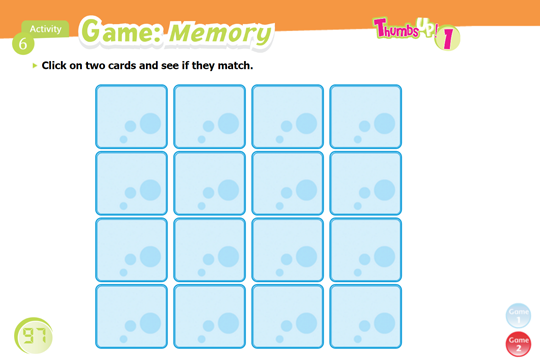 Activity
6
Game: Memory
Thumbs Up! 1
Click on two cards and see if they match.
97
Game
1
Game
2